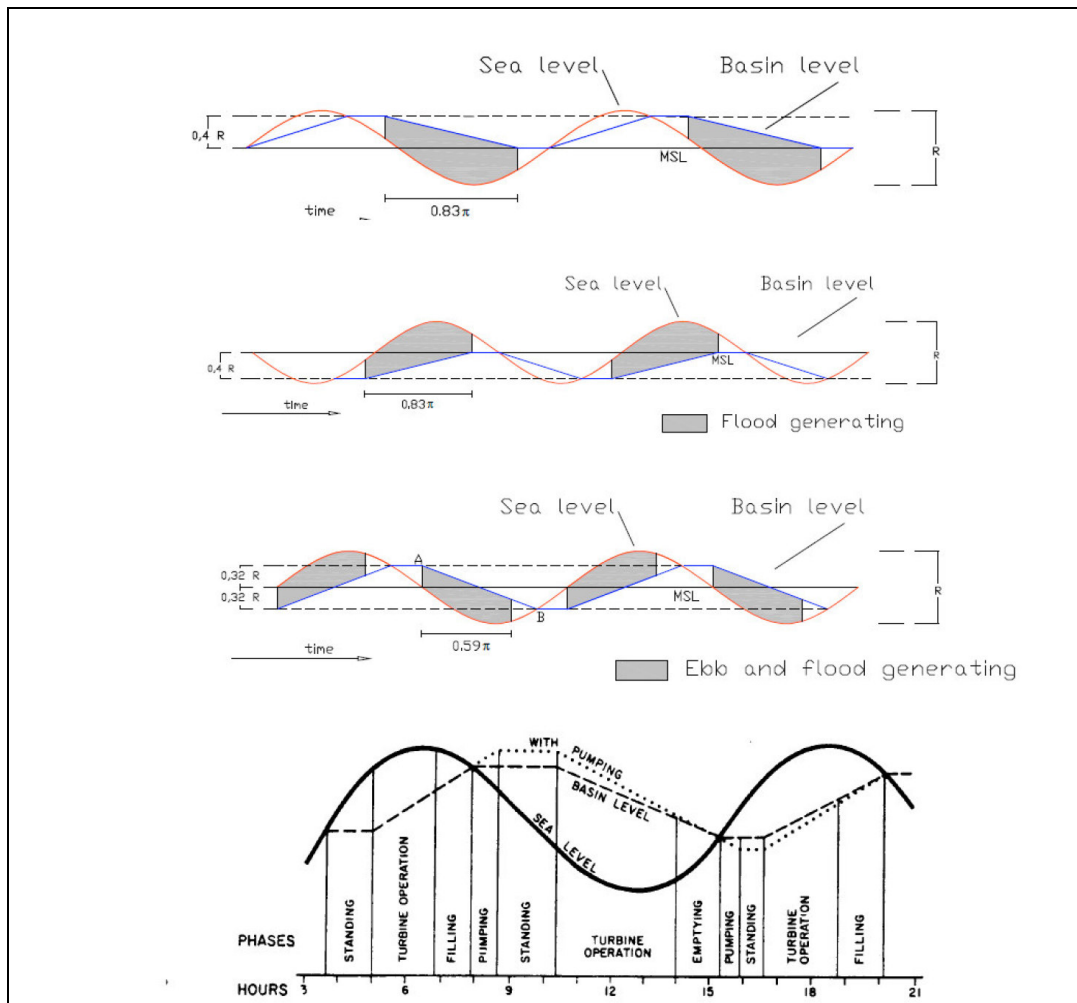 Sea level
Basin level
0,4 R
MSL
R
time
0.83π
Sea level
Basin level
0,4 R
MSL
R
time
0.83π
Flood generating
Sea level
Basin level
A
0,32 R
0,32 R
MSL
R
B
time
0.59π
Ebb and flood generating
WITH PUMPING
BASIN LEVEL
SEA LEVEL
PHASES
STANDING
TURBINE OPERATION
FILLING
PUMPING
STANDING
TURBINE OPERATION
EMPTYING
PUMPING
STANDING
TURBINE OPERATION
FILLING
HOURS 3 6 9 12 15 18 21